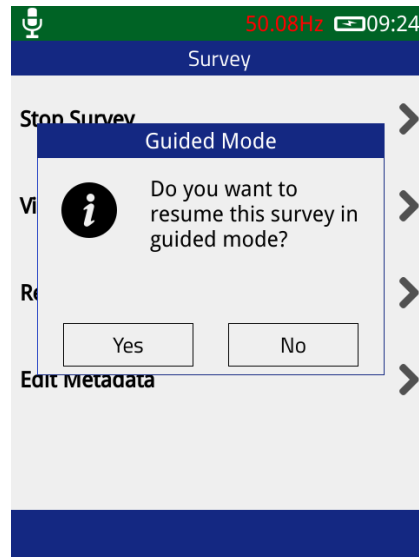 50.08Hz 09:24
Survey
Stop Survey
Guided Mode
Do you want to
resume this survey in
guided mode?
Yes No
Edit Metadata